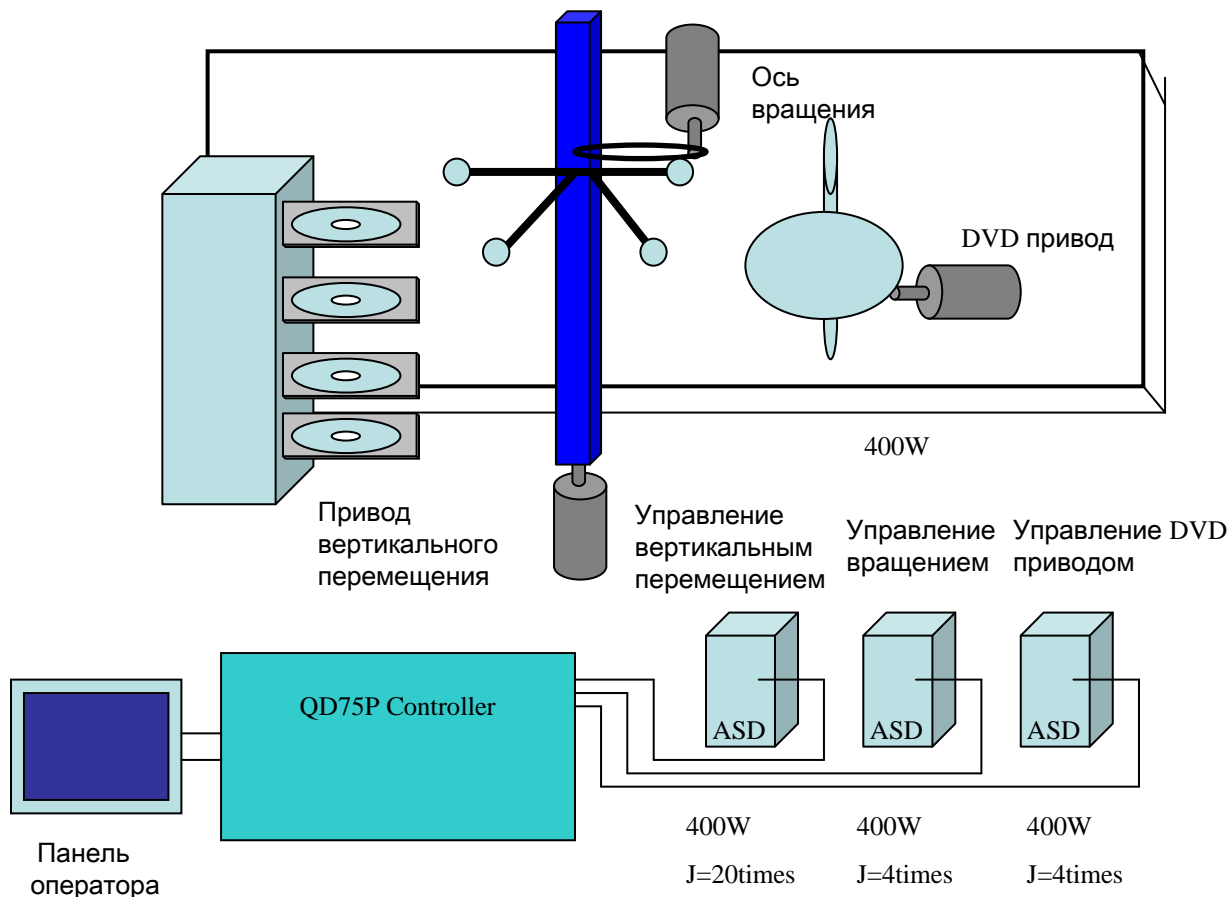 Ось
вращения
DVD привод
400W
Привод
вертикального
перемещения
Управление
вертикальным
перемещением
Управление
вращением
Управление DVD
приводом
QD75P Controller
ASD
ASD
ASD
Панель
оператора
400W
J=20times
400W
J=4times
400W
J=4times